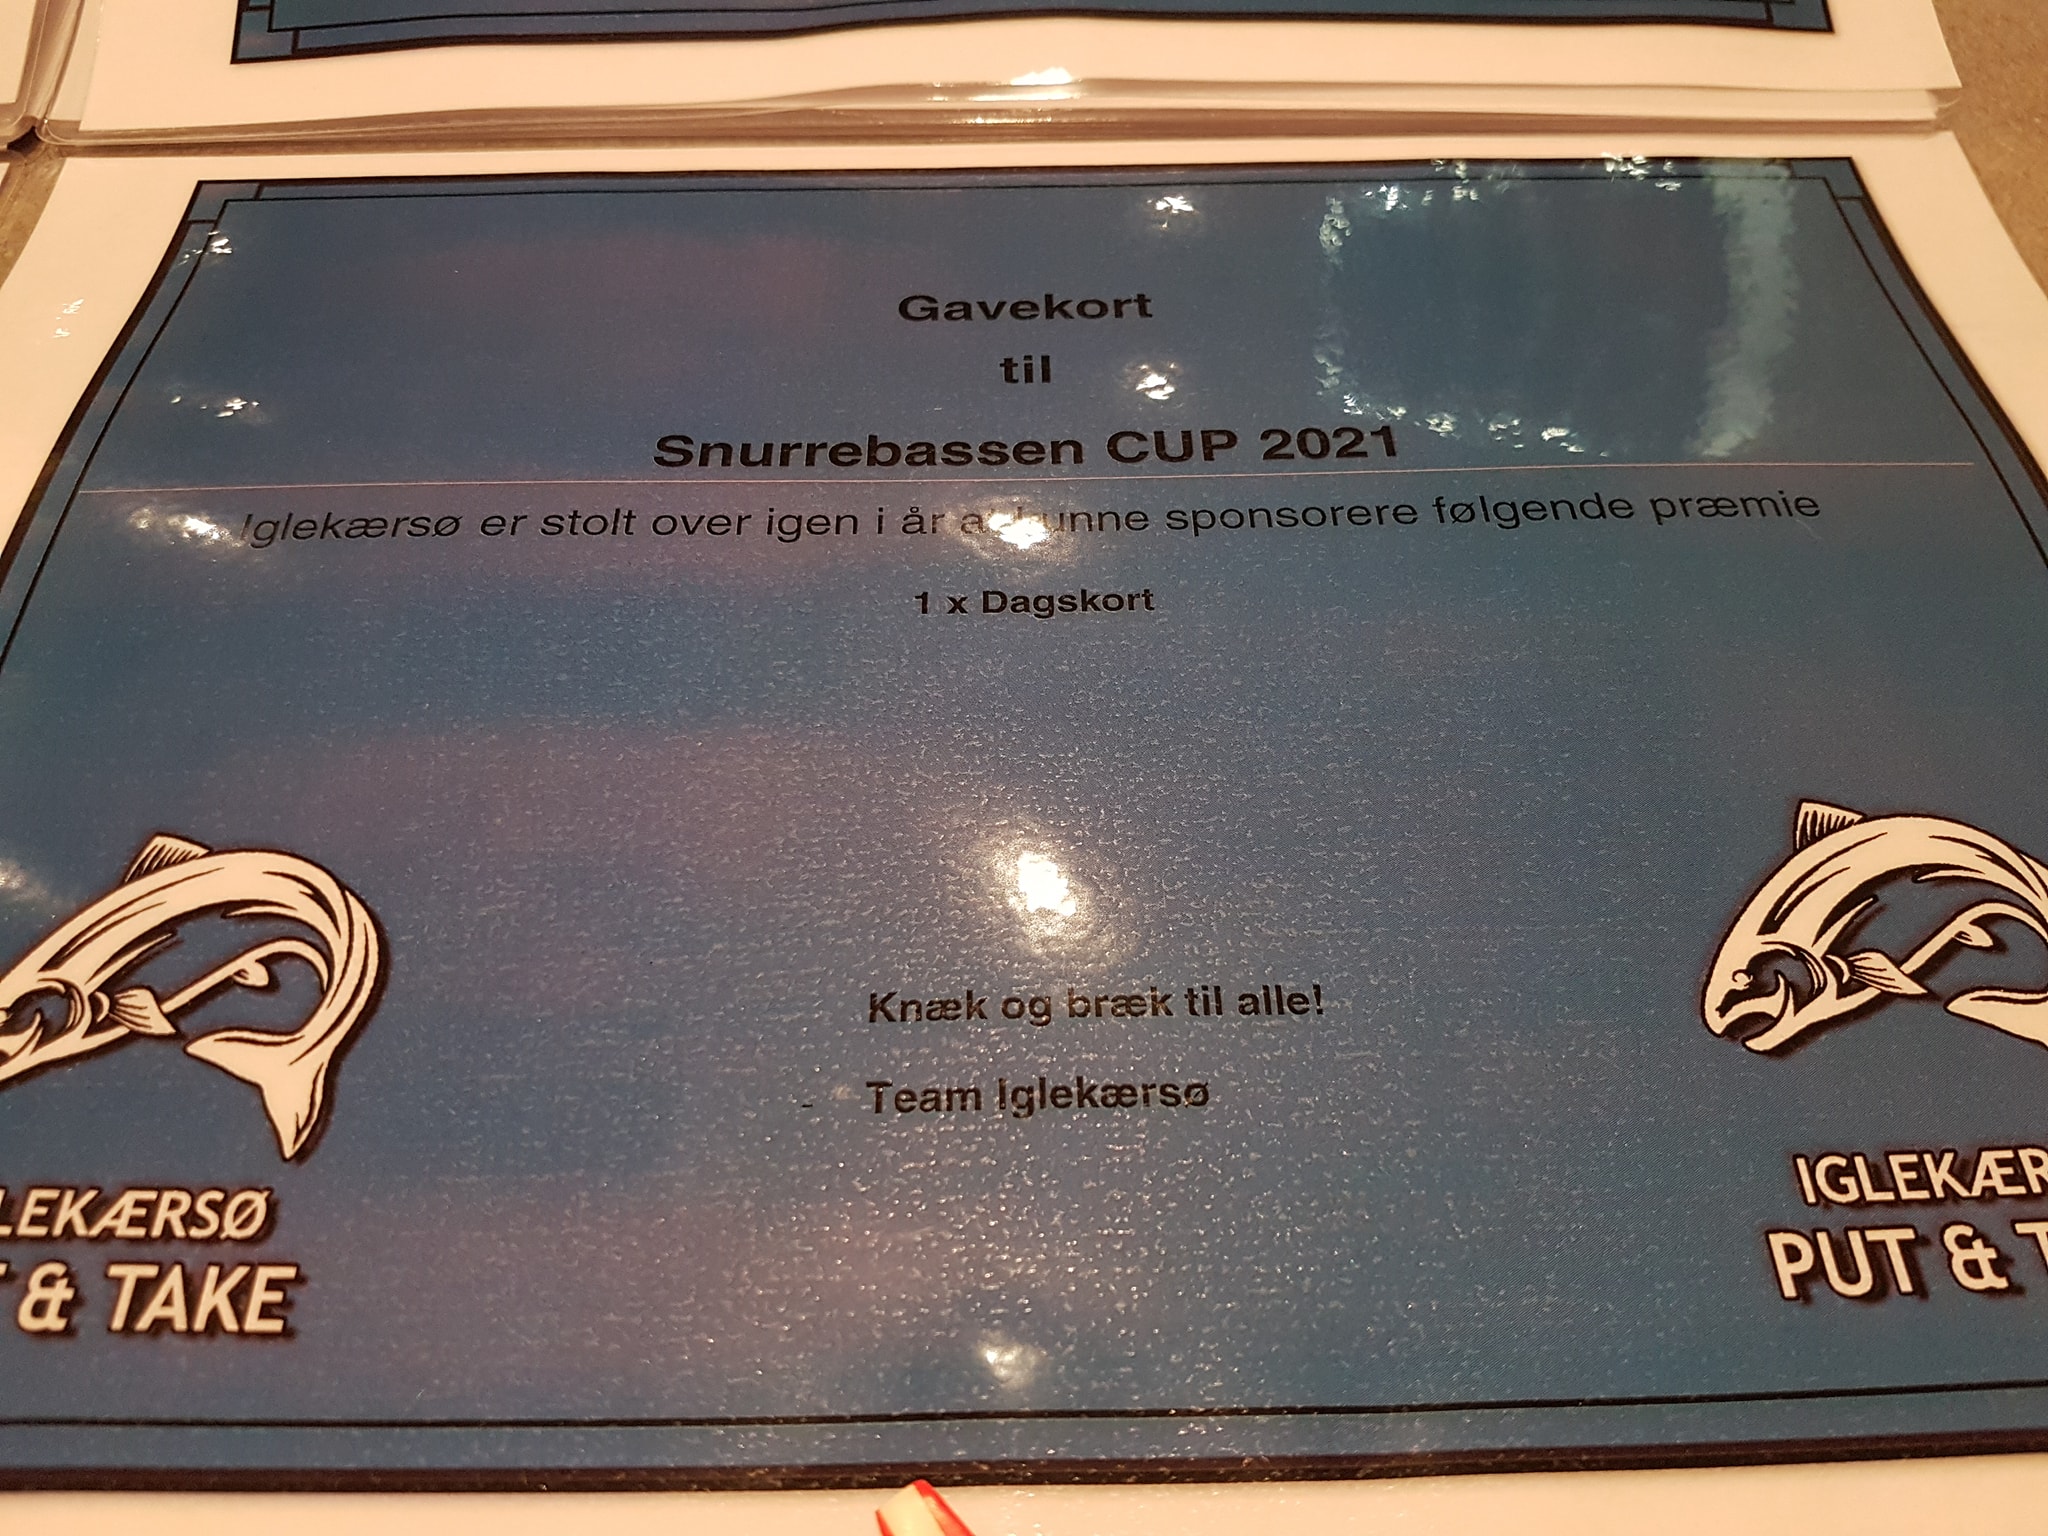 Gavekort
til
Snurrebassen CUP 2021
Iglekærsø er stolt over igen i år at kunne sponsorere følgende præmie
1 x Dagskort
Knæk og bræk til alle!
- Team Iglekærsø
GLEKÆRSØ
& TAKE
IGLEKÆR
PUT & T